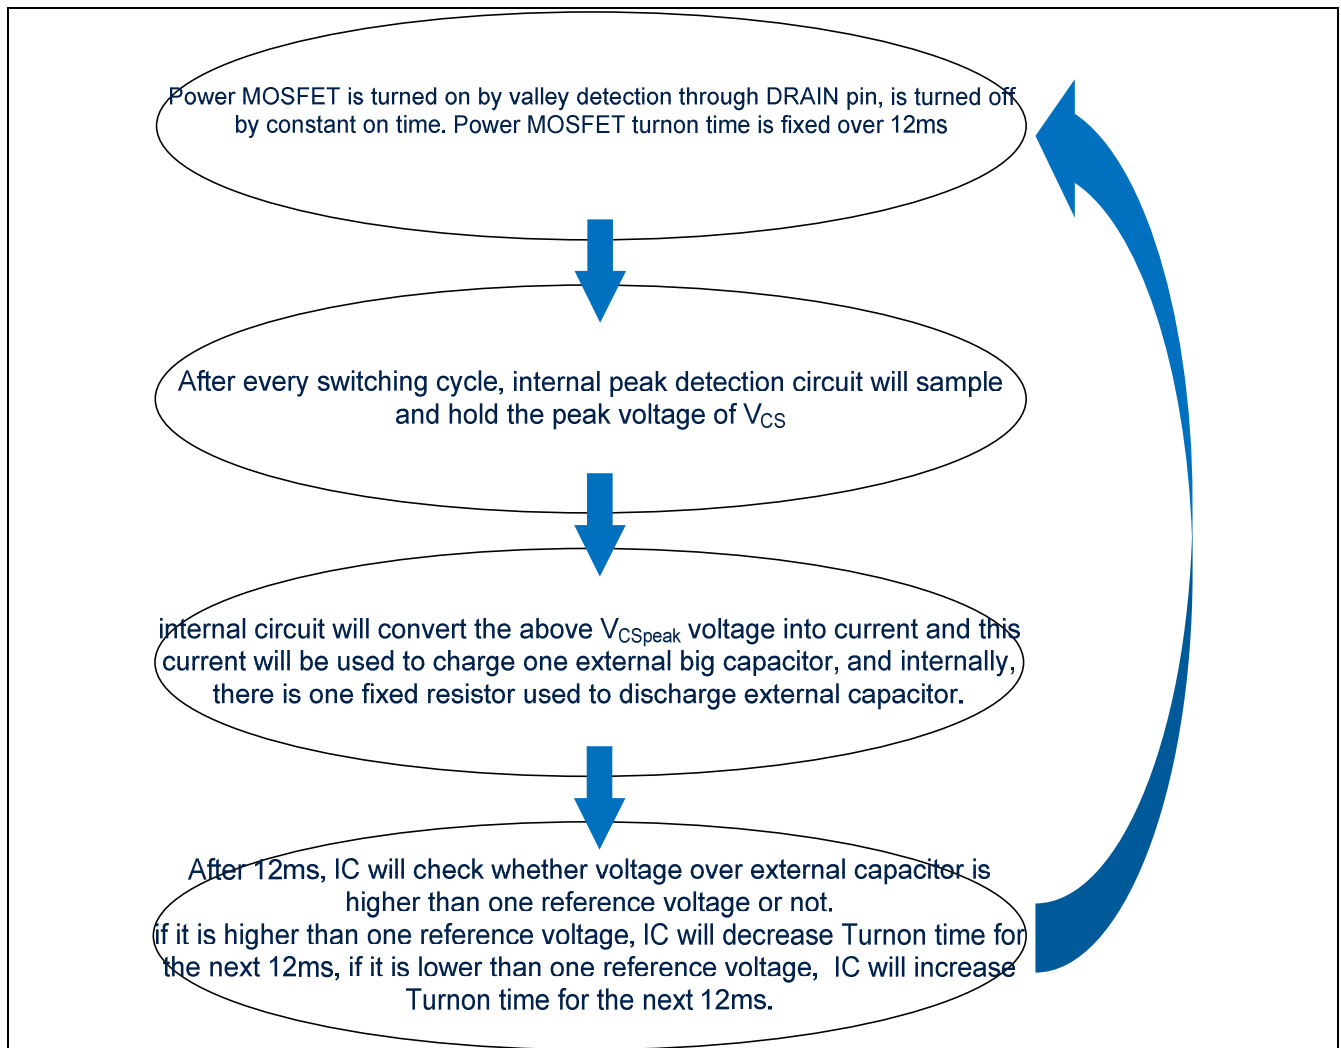 Power MOSFET is turned on by valley detection through DRAIN pin, is turned off
by constant on time. Power MOSFET turnon time is fixed over 12ms
After every switching cycle, internal peak detection circuit will sample
and hold the peak voltage of VCS
internal circuit will convert the above VCSpeak voltage into current and this
current will be used to charge one external big capacitor, and internally,
there is one fixed resistor used to discharge external capacitor.
After 12ms, IC will check whether voltage over external capacitor is
higher than one reference voltage or not.
if it is higher than one reference voltage, IC will decrease Turnon time for
the next 12ms, if it is lower than one reference voltage,  IC will increase
Turnon time for the next 12ms.